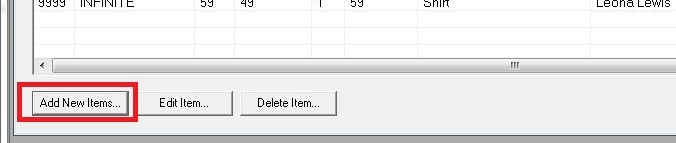 9999 INFINITE 59 49 1 59 Shirt Leona Lewis
Add New Items... Edit Item... Delete Item...